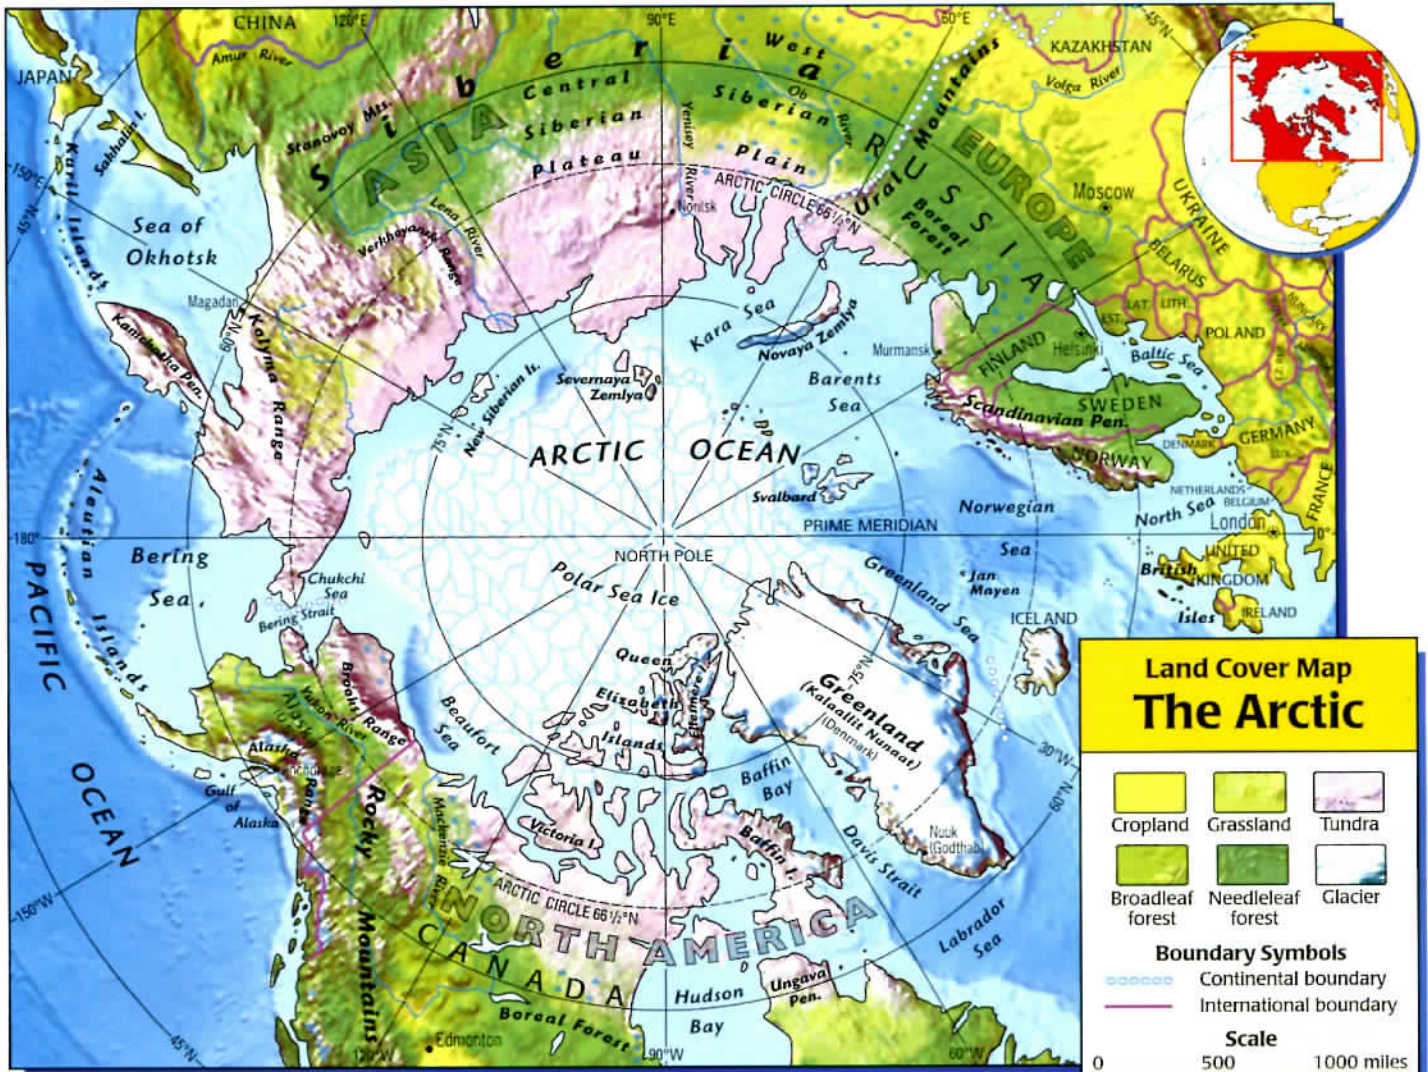 CHINA
Amur River
JAPAN
Sakhalin I.
Kuril Islands
120°E
90°E
60°E
45°N
150°E
45°N
Stanovoy Mts.
Siberia
ASIA
Central
Siberian
Plateau
West
Siberian
Plain
Ob
River
Yenisey
River
Norilsk
ARCTIC CIRCLE 66½°N
Ural Mountains
RUSSIA
EUROPE
Boreal
Forest
KAZAKHSTAN
Volga River
Moscow
UKRAINE
BELARUS
LAT.
LITH.
EST.
POLAND
HUNGARY
GERMANY
FRANCE
Sea of
Okhotsk
Magadan
60°N
Kamchatka Pen.
Kolyma Range
Verkhoyansk Range
Lena
River
Kara Sea
Novaya Zemlya
Murmansk
FINLAND
Helsinki
Baltic Sea
Barents
Sea
Severnaya
Zemlya
New Siberian Is.
75°N
SWEDEN
Scandinavian Pen.
NORWAY
DENMARK
NETHERLANDS
BELGIUM
North Sea
London
0°
UNITED
KINGDOM
British
Isles
IRELAND
ARCTIC OCEAN
Svalbard
PRIME MERIDIAN
Norwegian
Sea
NORTH POLE
Polar Sea Ice
Greenland Sea
Jan
Mayen
ICELAND
180°
Aleutian Islands
Bering
Sea
PACIFIC OCEAN
Chukchi
Sea
Bering Strait
Brooks Range
Yukon River
Alaska
Range
Gulf
of
Alaska
Beaufort
Sea
Queen
Elizabeth
Islands
Ellesmere I.
Greenland
(Kalaallit Nunaat)
(Denmark)
75°N
Baffin
Bay
Nuuk
(Godthab)
Davis Strait
30°W
60°N
Victoria I.
Baffin I.
Rocky Mountains
Mackenzie River
ARCTIC CIRCLE 66½°N
NORTH AMERICA
CANADA
Labrador
Sea
Hudson
Bay
Ungava
Pen.
Boreal Forest
Edmonton
150°W
45°N
120°W
90°W
60°W
Land Cover Map
The Arctic
Cropland
Grassland
Tundra
Broadleaf
forest
Needleleaf
forest
Glacier
Boundary Symbols
Continental boundary
International boundary
Scale
0 500 1000 miles